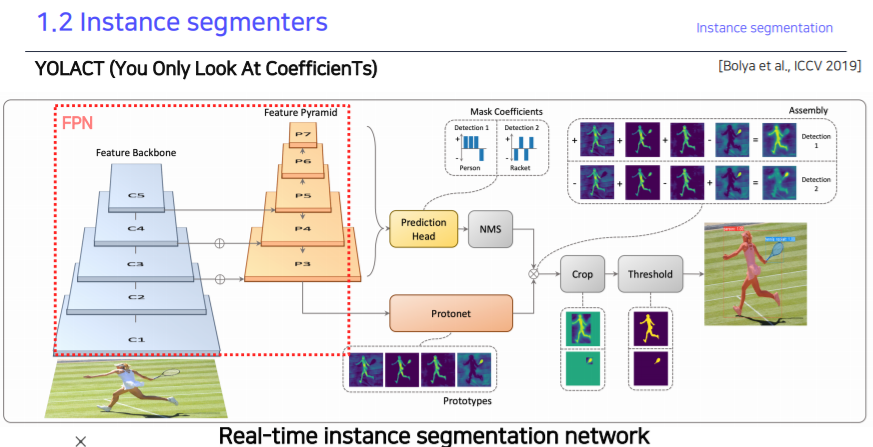 1.2 Instance segmenters
Instance segmentation
YOLACT (You Only Look At CoefficienTs)
[Bolya et al., ICCV 2019]
FPN
Feature Pyramid
Feature Backbone
P7
P6
P5
P4
P3
C5
C4
C3
C2
C1
Mask Coefficients
Detection 1
Detection 2
+
-
+
-
Person
Racket
Assembly
+ + + - = Detection 1
- + - + = Detection 2
Prediction Head
NMS
Crop
Threshold
Protonet
Prototypes
Real-time instance segmentation network